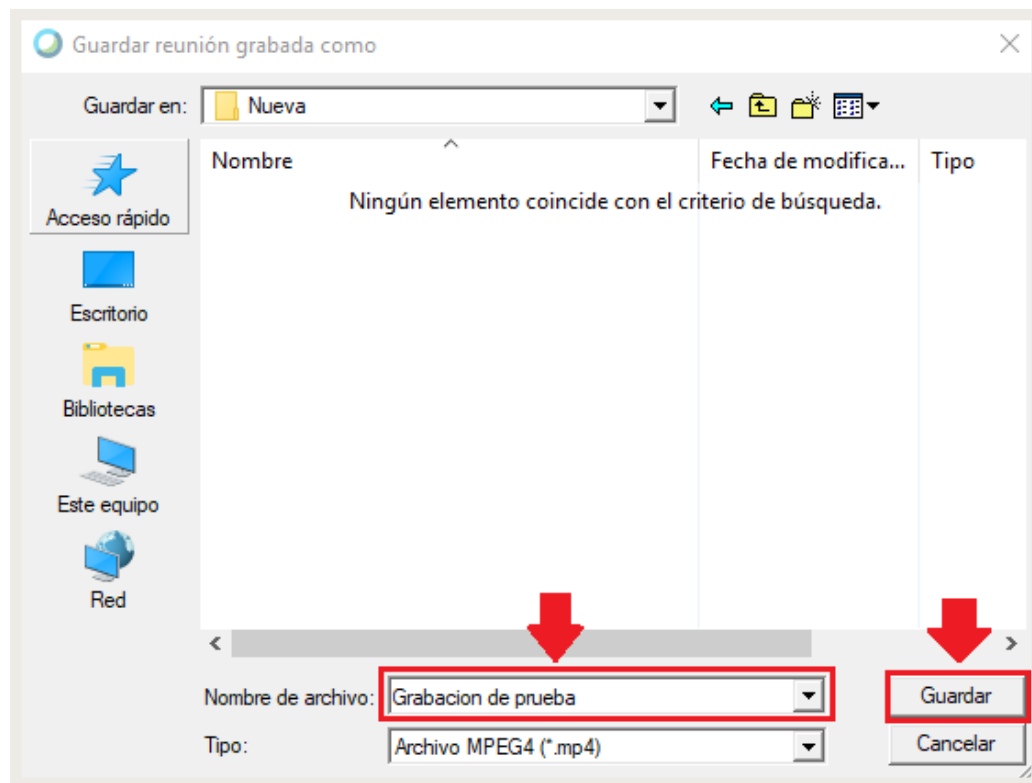 Guardar reunión grabada como
Guardar en: Nueva
Nombre Fecha de modifica... Tipo
Ningún elemento coincide con el criterio de búsqueda.
Acceso rápido
Escritorio
Bibliotecas
Este equipo
Red
Nombre de archivo: Grabacion de prueba Guardar
Tipo: Archivo MPEG4 (*.mp4) Cancelar